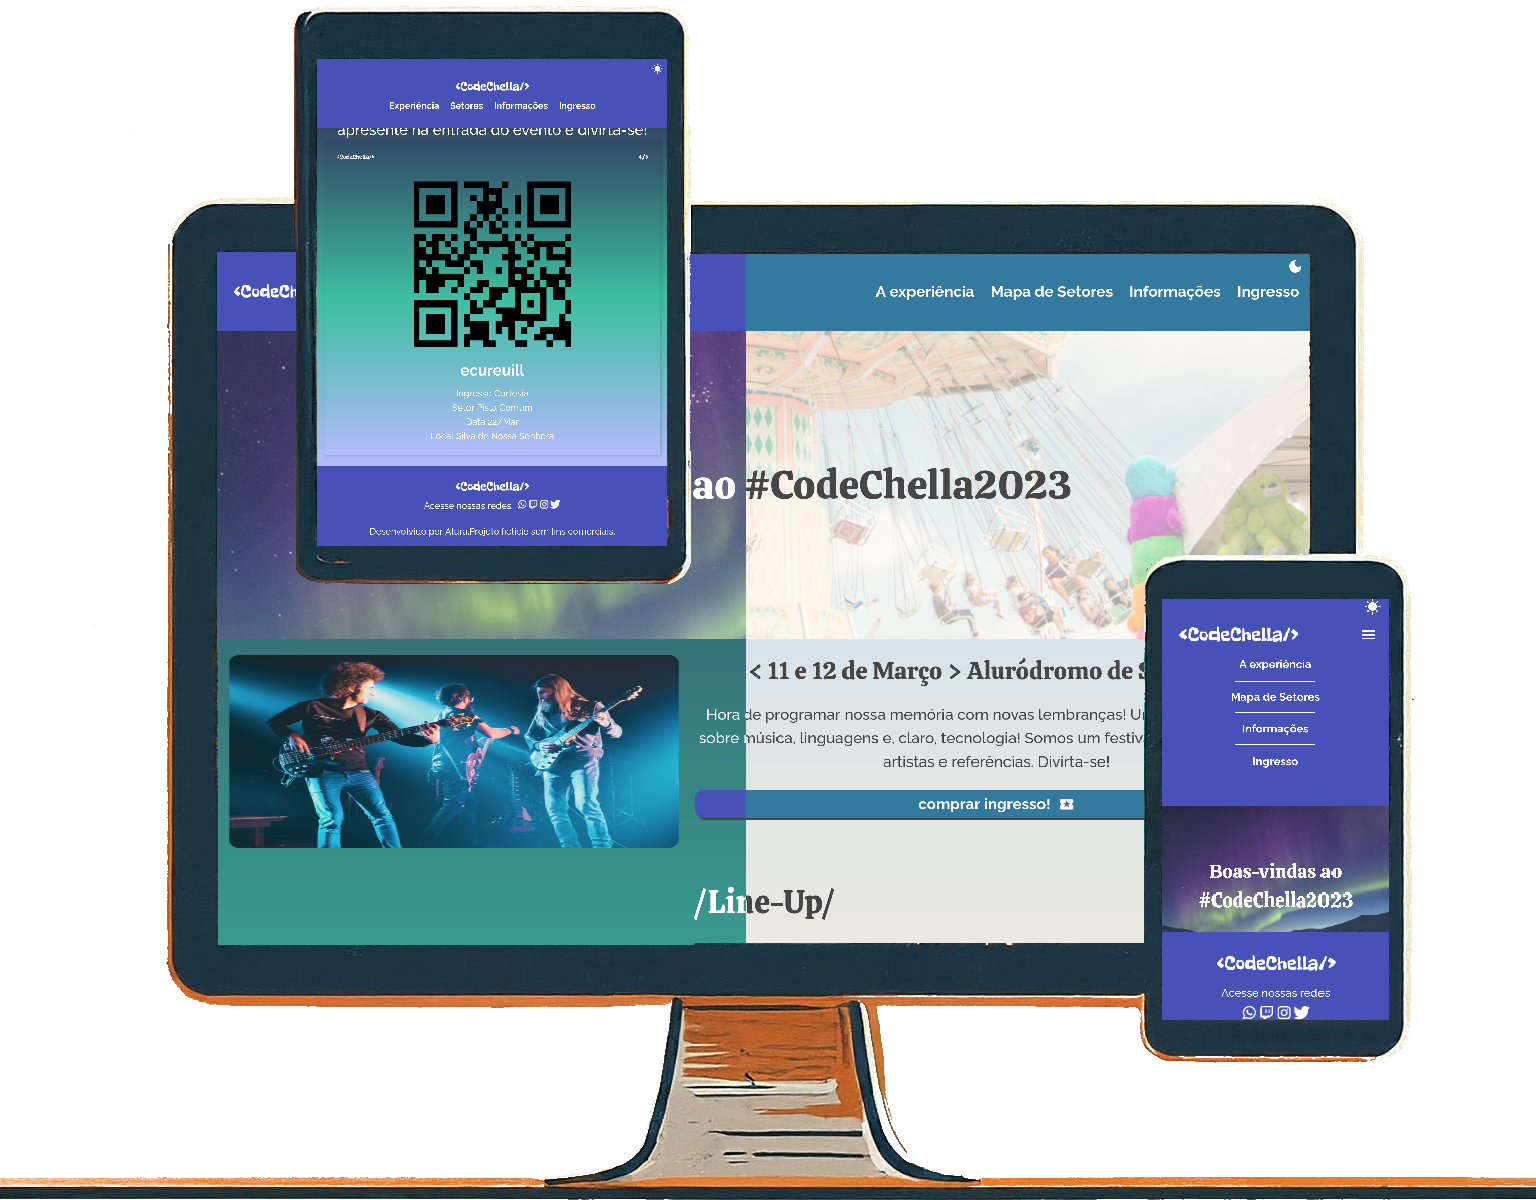 <CodeChella/>
Experiência Setores Informações Ingresso
apresente na entrada do evento e divirta-se!
<CodeChella/> </>
ecureuill
Ingresso Cortesia
Setor Pista Comum
Data 22/Mar
Local Silva do Nossa Senhora
<CodeChella/>
Acesse nossas redes
Desenvolvido por Alura.Projeto fictício sem fins comerciais.
<CodeCh
A experiência Mapa de Setores Informações Ingresso
ao #CodeChella2023
< 11 e 12 de Março > Aluródromo de
Hora de programar nossa memória com novas lembranças!
sobre música, linguagens e, claro, tecnologia! Somos um
artistas e referências. Divirta-se!
comprar ingresso!
/Line-Up/
<CodeChella/>
A experiência
Mapa de Setores
Informações
Ingresso
Boas-vindas ao
#CodeChella2023
<CodeChella/>
Acesse nossas redes